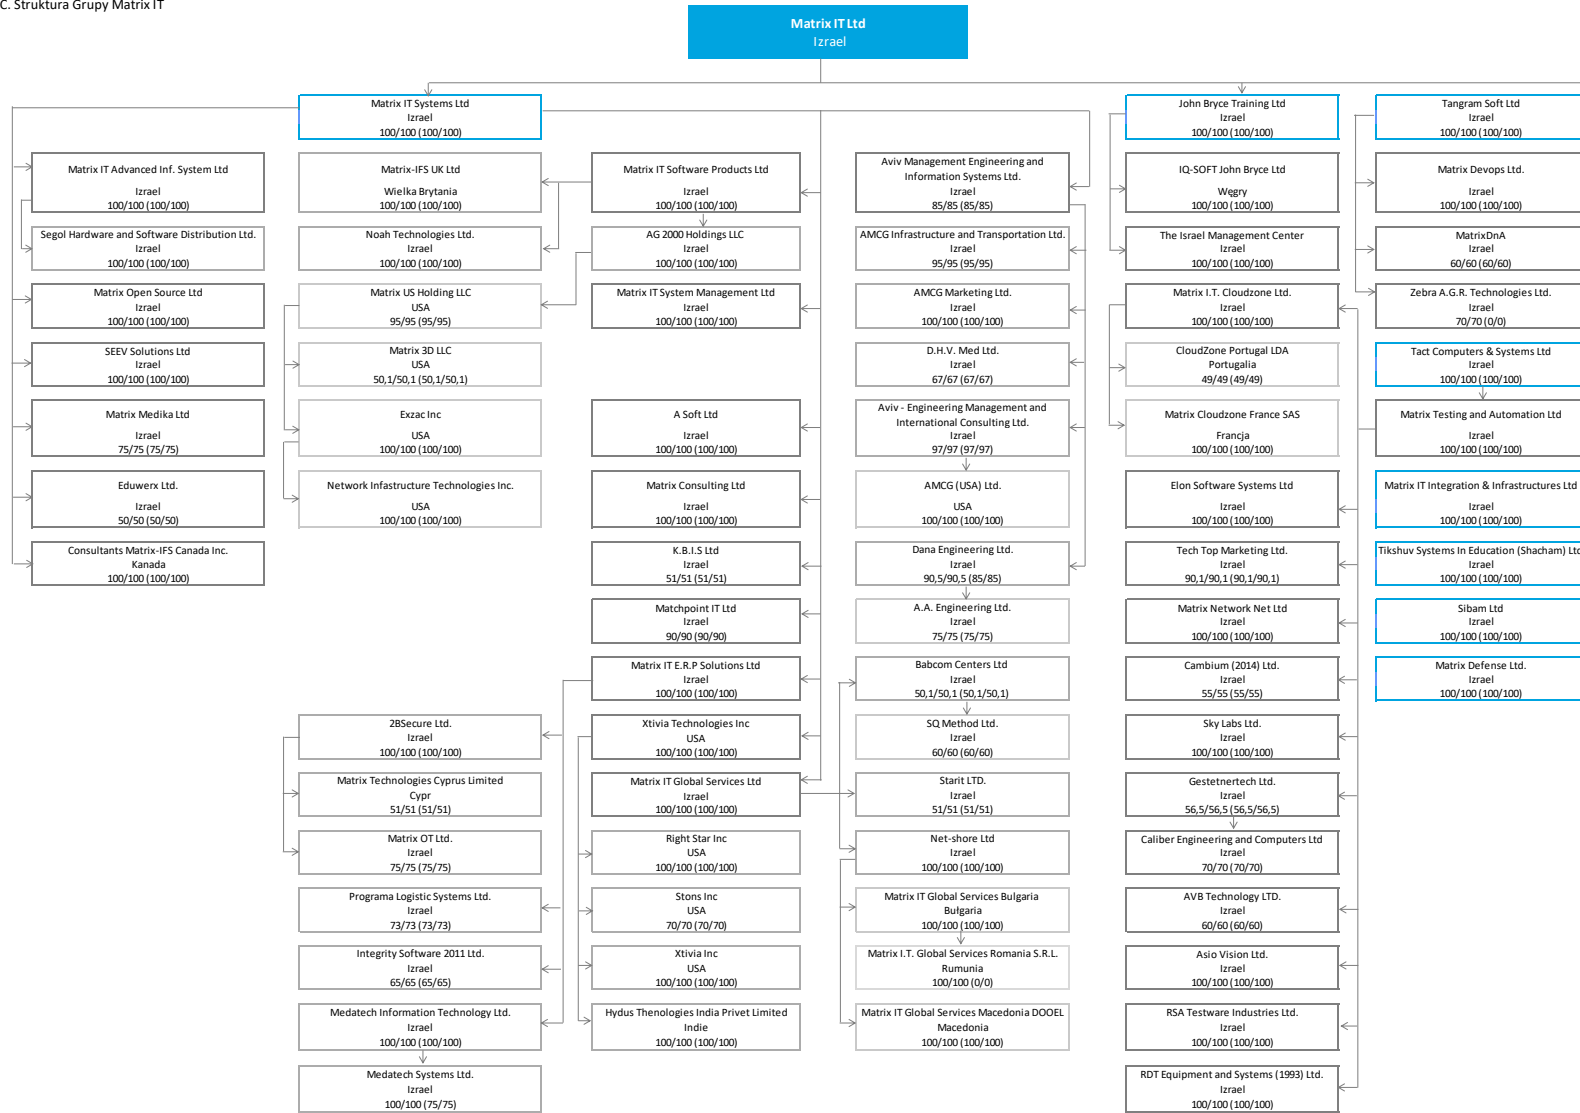 C. Struktura Grupy Matrix IT
Matrix IT Ltd
Izrael
Matrix IT Systems Ltd
Izrael
100/100 (100/100)
John Bryce Training Ltd
Izrael
100/100 (100/100)
Tangram Soft Ltd
Izrael
100/100 (100/100)
Matrix IT Advanced Inf. System Ltd
Izrael
100/100 (100/100)
Matrix-IFS UK Ltd
Wielka Brytania
100/100 (100/100)
Matrix IT Software Products Ltd
Izrael
100/100 (100/100)
Aviv Management Engineering and
Information Systems Ltd.
Izrael
85/85 (85/85)
IQ-SOFT John Bryce Ltd
Węgry
100/100 (100/100)
Matrix Devops Ltd.
Izrael
100/100 (100/100)
Segol Hardware and Software Distribution Ltd.
Izrael
100/100 (100/100)
Noah Technologies Ltd.
Izrael
100/100 (100/100)
AG 2000 Holdings LLC
Izrael
100/100 (100/100)
AMCG Infrastructure and Transportation Ltd.
Izrael
95/95 (95/95)
The Israel Management Center
Izrael
100/100 (100/100)
MatrixDnA
Izrael
60/60 (60/60)
Matrix Open Source Ltd
Izrael
100/100 (100/100)
Matrix US Holding LLC
USA
95/95 (95/95)
Matrix IT System Management Ltd
Izrael
100/100 (100/100)
AMCG Marketing Ltd.
Izrael
100/100 (100/100)
Matrix I.T. Cloudzone Ltd.
Izrael
100/100 (100/100)
Zebra A.G.R. Technologies Ltd.
Izrael
70/70 (0/0)
SEEV Solutions Ltd
Izrael
100/100 (100/100)
Matrix 3D LLC
USA
50,1/50,1 (50,1/50,1)
D.H.V. Med Ltd.
Izrael
67/67 (67/67)
CloudZone Portugal LDA
Portugalia
49/49 (49/49)
Tact Computers & Systems Ltd
Izrael
100/100 (100/100)
Matrix Medika Ltd
Izrael
75/75 (75/75)
Exzac Inc
USA
100/100 (100/100)
A Soft Ltd
Izrael
100/100 (100/100)
Aviv - Engineering Management and
International Consulting Ltd.
Izrael
97/97 (97/97)
Matrix Cloudzone France SAS
Francja
100/100 (100/100)
Matrix Testing and Automation Ltd
Izrael
100/100 (100/100)
Eduwerx Ltd.
Izrael
50/50 (50/50)
Network Infastructure Technologies Inc.
USA
100/100 (100/100)
Matrix Consulting Ltd
Izrael
100/100 (100/100)
AMCG (USA) Ltd.
USA
100/100 (100/100)
Elon Software Systems Ltd
Izrael
100/100 (100/100)
Matrix IT Integration & Infrastructures Ltd
Izrael
100/100 (100/100)
Consultants Matrix-IFS Canada Inc.
Kanada
100/100 (100/100)
K.B.I.S Ltd
Izrael
51/51 (51/51)
Dana Engineering Ltd.
Izrael
90,5/90,5 (85/85)
Tech Top Marketing Ltd.
Izrael
90,1/90,1 (90,1/90,1)
Tikshuv Systems In Education (Shacham) Ltd
Izrael
100/100 (100/100)
Matchpoint IT Ltd
Izrael
90/90 (90/90)
A.A. Engineering Ltd.
Izrael
75/75 (75/75)
Matrix Network Net Ltd
Izrael
100/100 (100/100)
Sibam Ltd
Izrael
100/100 (100/100)
Matrix IT E.R.P Solutions Ltd
Izrael
100/100 (100/100)
Babcom Centers Ltd
Izrael
50,1/50,1 (50,1/50,1)
Cambium (2014) Ltd.
Izrael
55/55 (55/55)
Matrix Defense Ltd.
Izrael
100/100 (100/100)
2BSecure Ltd.
Izrael
100/100 (100/100)
Xtivia Technologies Inc
USA
100/100 (100/100)
SQ Method Ltd.
Izrael
60/60 (60/60)
Sky Labs Ltd.
Izrael
100/100 (100/100)
Matrix Technologies Cyprus Limited
Cypr
51/51 (51/51)
Matrix IT Global Services Ltd
Izrael
100/100 (100/100)
Starit LTD.
Izrael
51/51 (51/51)
Gestetnertech Ltd.
Izrael
56,5/56,5 (56,5/56,5)
Matrix OT Ltd.
Izrael
75/75 (75/75)
Right Star Inc
USA
100/100 (100/100)
Net-shore Ltd
Izrael
100/100 (100/100)
Caliber Engineering and Computers Ltd
Izrael
70/70 (70/70)
Programa Logistic Systems Ltd.
Izrael
73/73 (73/73)
Stons Inc
USA
70/70 (70/70)
Matrix IT Global Services Bulgaria
Bułgaria
100/100 (100/100)
AVB Technology LTD.
Izrael
60/60 (60/60)
Integrity Software 2011 Ltd.
Izrael
65/65 (65/65)
Xtivia Inc
USA
100/100 (100/100)
Matrix I.T. Global Services Romania S.R.L.
Rumunia
100/100 (0/0)
Asio Vision Ltd.
Izrael
100/100 (100/100)
Medatech Information Technology Ltd.
Izrael
100/100 (100/100)
Hydus Thenologies India Privet Limited
Indie
100/100 (100/100)
Matrix IT Global Services Macedonia DOOEL
Macedonia
100/100 (100/100)
RSA Testware Industries Ltd.
Izrael
100/100 (100/100)
Medatech Systems Ltd.
Izrael
100/100 (75/75)
RDT Equipment and Systems (1993) Ltd.
Izrael
100/100 (100/100)